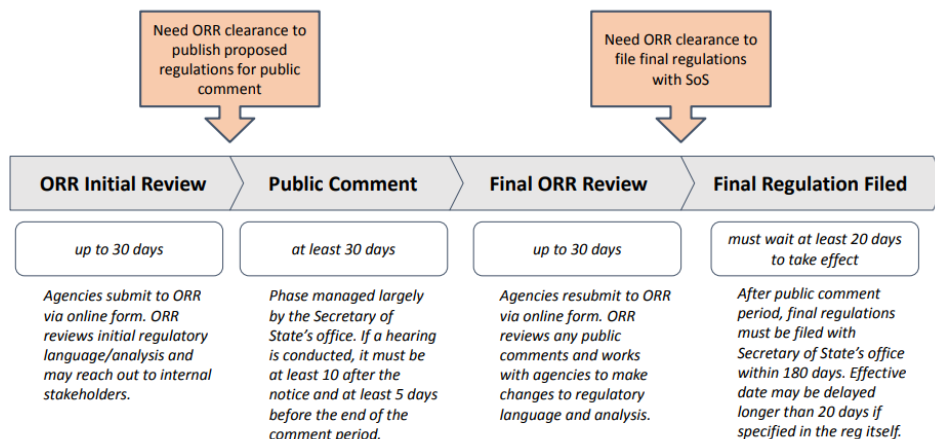 Need ORR clearance to
publish proposed
regulations for public
comment
Need ORR clearance to
file final regulations
with SoS
ORR Initial Review
Public Comment
Final ORR Review
Final Regulation Filed
up to 30 days
at least 30 days
up to 30 days
must wait at least 20 days
to take effect
Agencies submit to ORR
via online form. ORR
reviews initial regulatory
language/analysis and
may reach out to internal
stakeholders.
Phase managed largely
by the Secretary of
State's office. If a hearing
is conducted, it must be
at least 10 after the
notice and at least 5 days
before the end of the
comment period.
Agencies resubmit to ORR
via online form. ORR
reviews any public
comments and works
with agencies to make
changes to regulatory
language and analysis.
After public comment
period, final regulations
must be filed with
Secretary of State's office
within 180 days. Effective
date may be delayed
longer than 20 days if
specified in the reg itself.